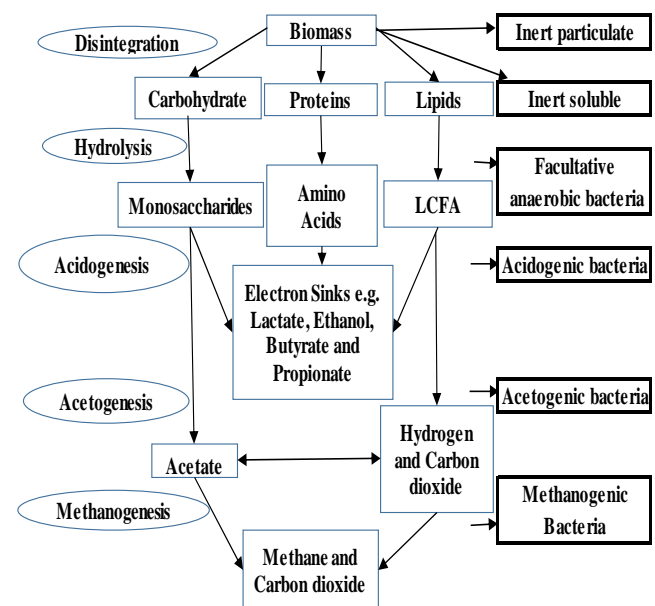 Biomass
Inert particulate
Disintegration
Carbohydrate
Proteins
Lipids
Inert soluble
Hydrolysis
Facultative
anaerobic bacteria
Monosaccharides
Amino
Acids
LCFA
Acidogenesis
Acidogenic bacteria
Electron Sinks e.g.
Lactate, Ethanol,
Butyrate and
Propionate
Acetogenesis
Acetogenic bacteria
Hydrogen
and Carbon
dioxide
Acetate
Methanogenesis
Methanogenic
Bacteria
Methane and
Carbon dioxide